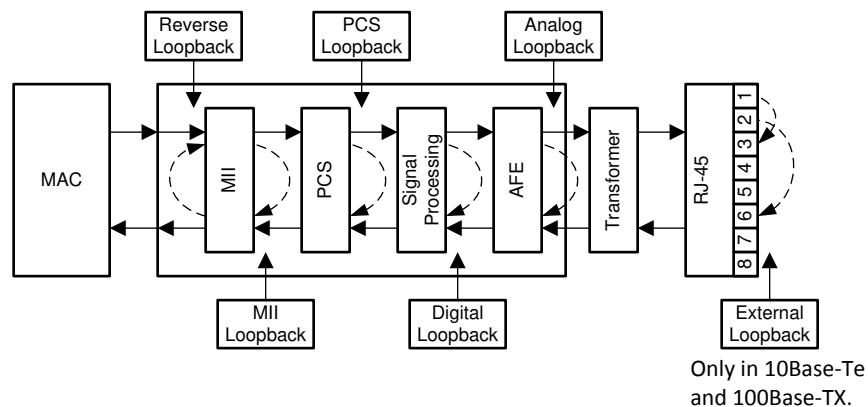 Reverse
Loopback
PCS
Loopback
Analog
Loopback
MAC
MII
PCS
Signal
Processing
AFE
Transformer
RJ-45
1
2
3
4
5
6
7
8
MII
Loopback
Digital
Loopback
External
Loopback
Only in 10Base-Te
and 100Base-TX.